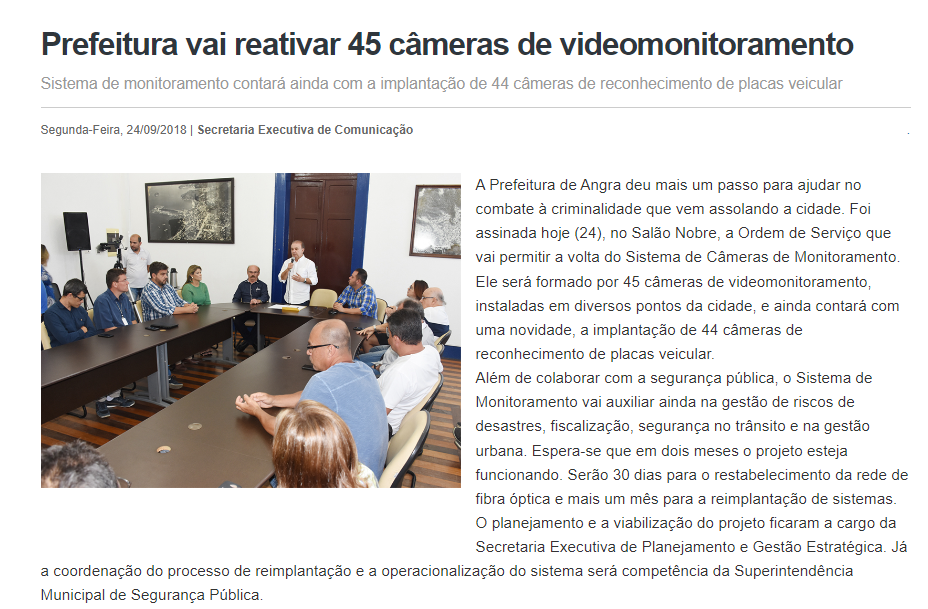 Prefeitura vai reativar 45 câmeras de videomonitoramento
Sistema de monitoramento contará ainda com a implantação de 44 câmeras de reconhecimento de placas veicular
Segunda-Feira, 24/09/2018 | Secretaria Executiva de Comunicação .
A Prefeitura de Angra deu mais um passo para ajudar no
combate à criminalidade que vem assolando a cidade. Foi
assinada hoje (24), no Salão Nobre, a Ordem de Serviço que
vai permitir a volta do Sistema de Câmeras de Monitoramento.
Ele será formado por 45 câmeras de videomonitoramento,
instaladas em diversos pontos da cidade, e ainda contará com
uma novidade, a implantação de 44 câmeras de
reconhecimento de placas veicular.
Além de colaborar com a segurança pública, o Sistema de
Monitoramento vai auxiliar ainda na gestão de riscos de
desastres, fiscalização, segurança no trânsito e na gestão
urbana. Espera-se que em dois meses o projeto esteja
funcionando. Serão 30 dias para o restabelecimento da rede de
fibra óptica e mais um mês para a reimplantação de sistemas.
O planejamento e a viabilização do projeto ficaram a cargo da
Secretaria Executiva de Planejamento e Gestão Estratégica. Já
a coordenação do processo de reimplantação e a operacionalização do sistema será competência da Superintendência
Municipal de Segurança Pública.